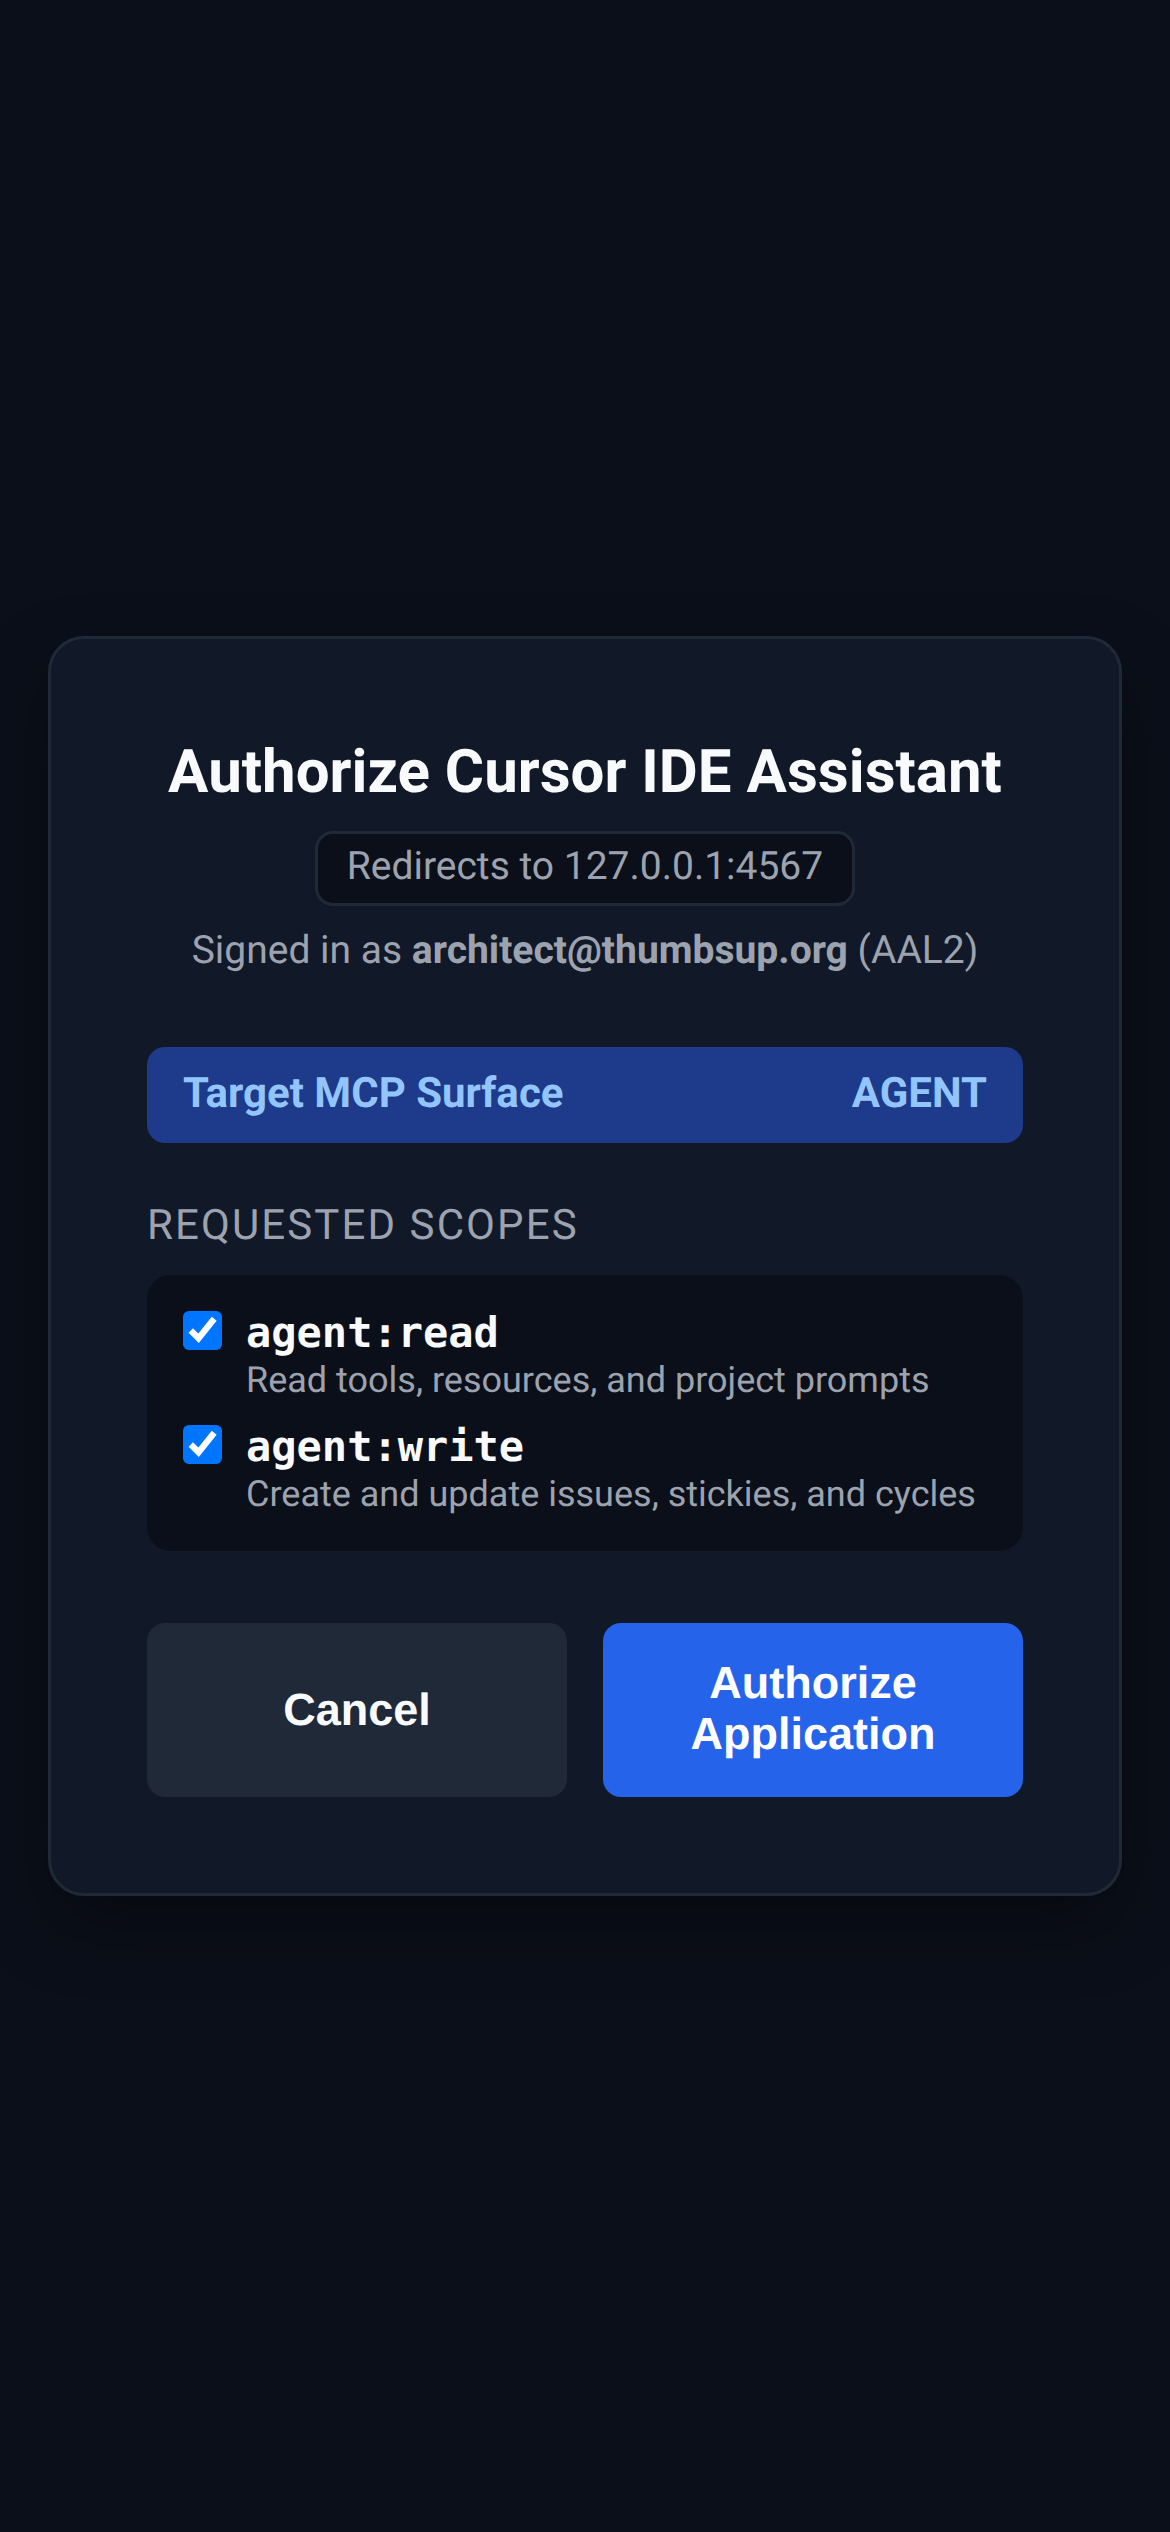 Authorize Cursor IDE Assistant
Redirects to 127.0.0.1:4567
Signed in as architect@thumbsup.org (AAL2)
Target MCP Surface AGENT
REQUESTED SCOPES
agent:read
Read tools, resources, and project prompts
agent:write
Create and update issues, stickies, and cycles
Cancel
Authorize
Application